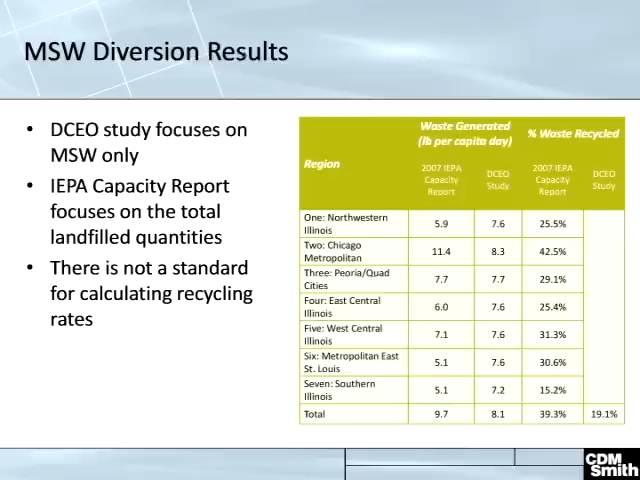 MSW Diversion Results
• DCEO study focuses on
MSW only
• IEPA Capacity Report
focuses on the total
landfilled quantities
• There is not a standard
for calculating recycling
rates
Region
Waste Generated
(lb per capita day)
% Waste Recycled
2007 IEPA
Capacity
Report
DCEO
Study
2007 IEPA
Capacity
Report
DCEO
Study
One: Northwestern
Illinois
5.9 7.6 25.5%
Two: Chicago
Metropolitan
11.4 8.3 42.5%
Three: Peoria/Quad
Cities
7.7 7.7 29.1%
Four: East Central
Illinois
6.0 7.6 25.4%
Five: West Central
Illinois
7.1 7.6 31.3%
Six: Metropolitan East
St. Louis
5.1 7.6 30.6%
Seven: Southern
Illinois
5.1 7.2 15.2%
Total 9.7 8.1 39.3% 19.1%
CDM
Smith